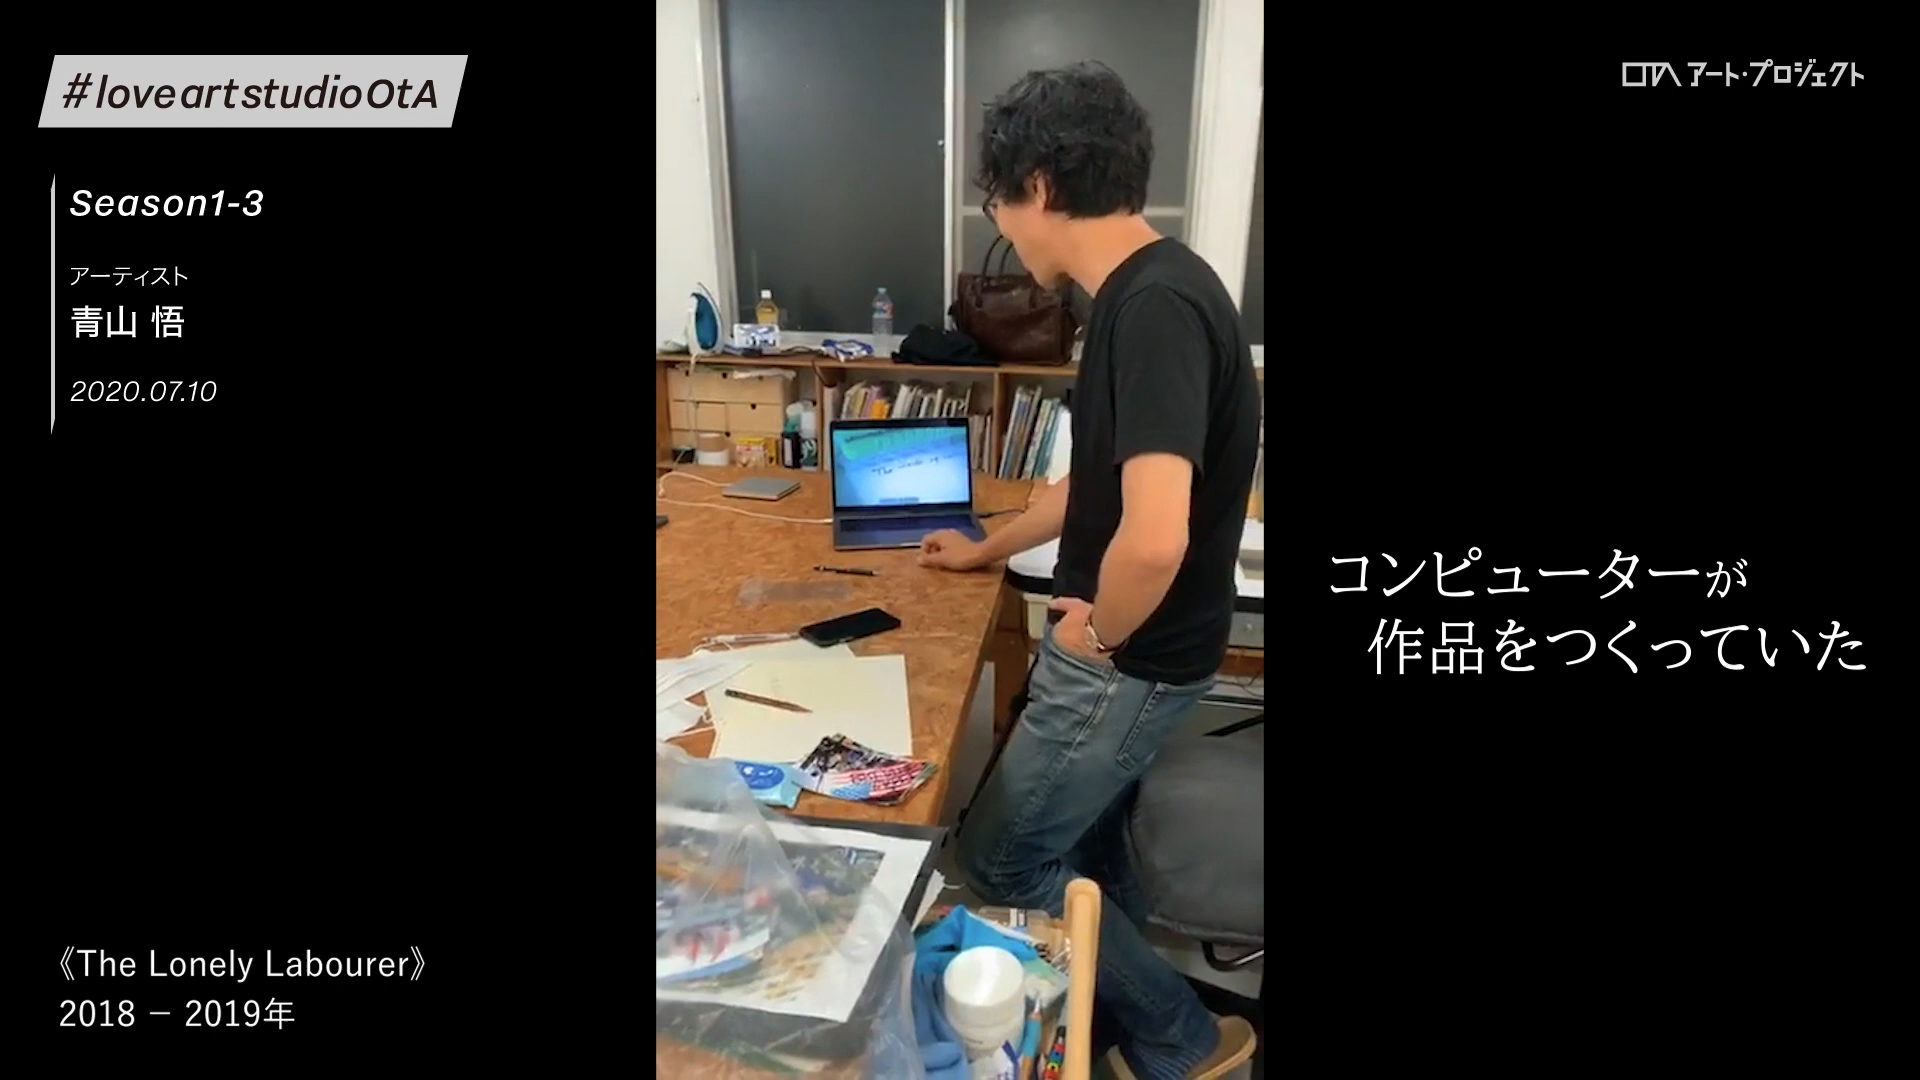 #loveartstudioOtA
OTA アート・プロジェクト
Season1-3
アーティスト
青山 悟
2020.07.10
コンピューターが
作品をつくっていた
《The Lonely Labourer》
2018 − 2019年